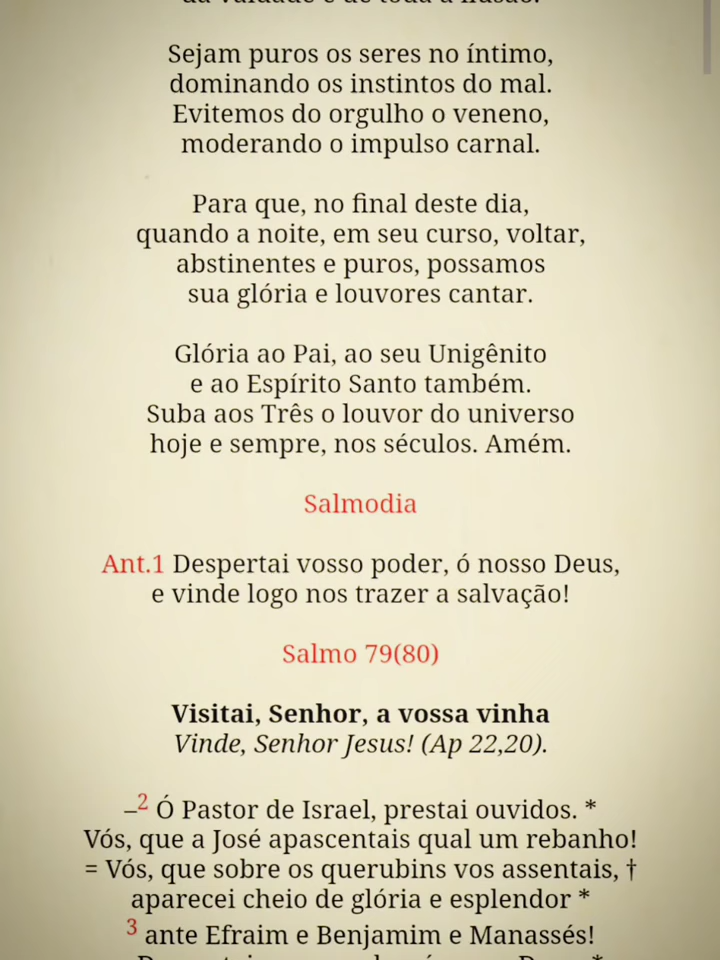 Sejam puros os seres no íntimo,
dominando os instintos do mal.
Evitemos do orgulho o veneno,
moderando o impulso carnal.
Para que, no final deste dia,
quando a noite, em seu curso, voltar,
abstinentes e puros, possamos
sua glória e louvores cantar.
Glória ao Pai, ao seu Unigênito
e ao Espírito Santo também.
Suba aos Três o louvor do universo
hoje e sempre, nos séculos. Amém.
Salmodia
Ant.1 Despertai vosso poder, ó nosso Deus,
e vinde logo nos trazer a salvação!
Salmo 79(80)
Visitai, Senhor, a vossa vinha
Vinde, Senhor Jesus! (Ap 22,20).
–2 Ó Pastor de Israel, prestai ouvidos. *
Vós, que a José apascentais qual um rebanho!
= Vós, que sobre os querubins vos assentais, †
aparecei cheio de glória e esplendor *
3 ante Efraim e Benjamim e Manassés!